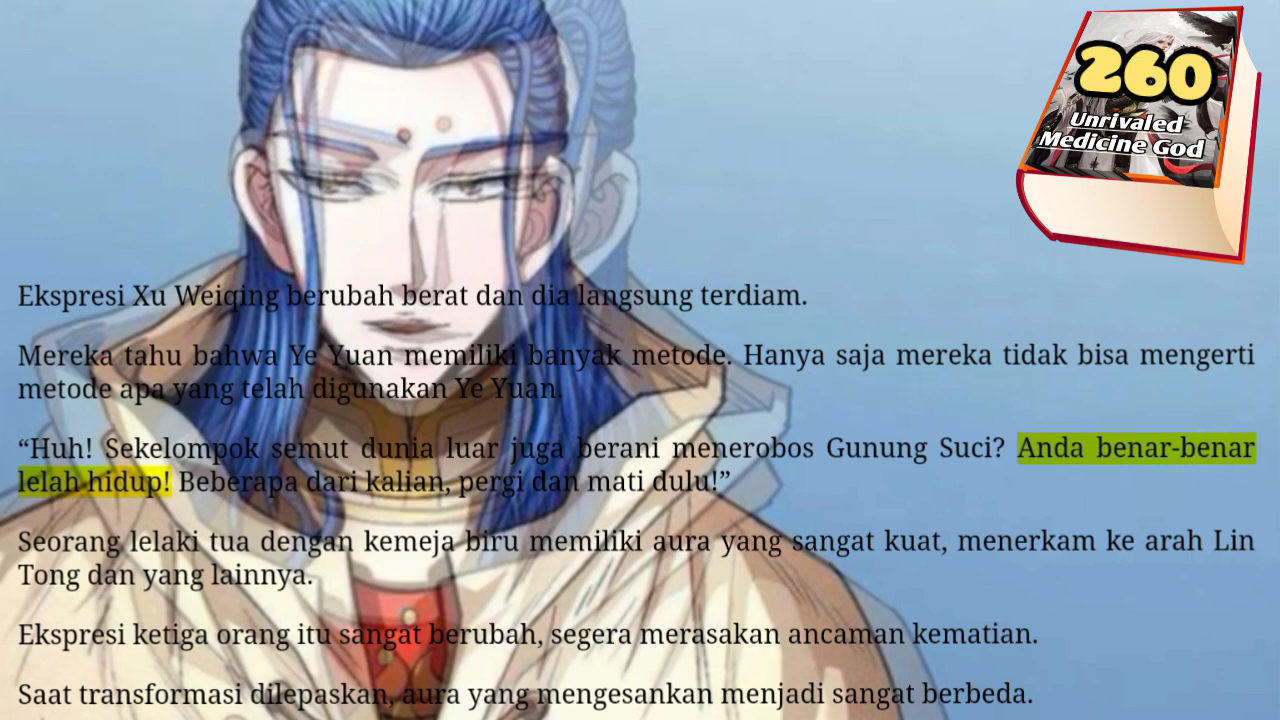 260
Unrivaled
Medicine God
Ekspresi Xu Weiqing berubah berat dan dia langsung terdiam.
Mereka tahu bahwa Ye Yuan memiliki banyak metode. Hanya saja mereka tidak bisa mengerti
metode apa yang telah digunakan Ye Yuan.
“Huh! Sekelompok semut dunia luar juga berani menerobos Gunung Suci? Anda benar-benar
lelah hidup! Beberapa dari kalian, pergi dan mati dulu!”
Seorang lelaki tua dengan kemeja biru memiliki aura yang sangat kuat, menerkam ke arah Lin
Tong dan yang lainnya.
Ekspresi ketiga orang itu sangat berubah, segera merasakan ancaman kematian.
Saat transformasi dilepaskan, aura yang mengesankan menjadi sangat berbeda.